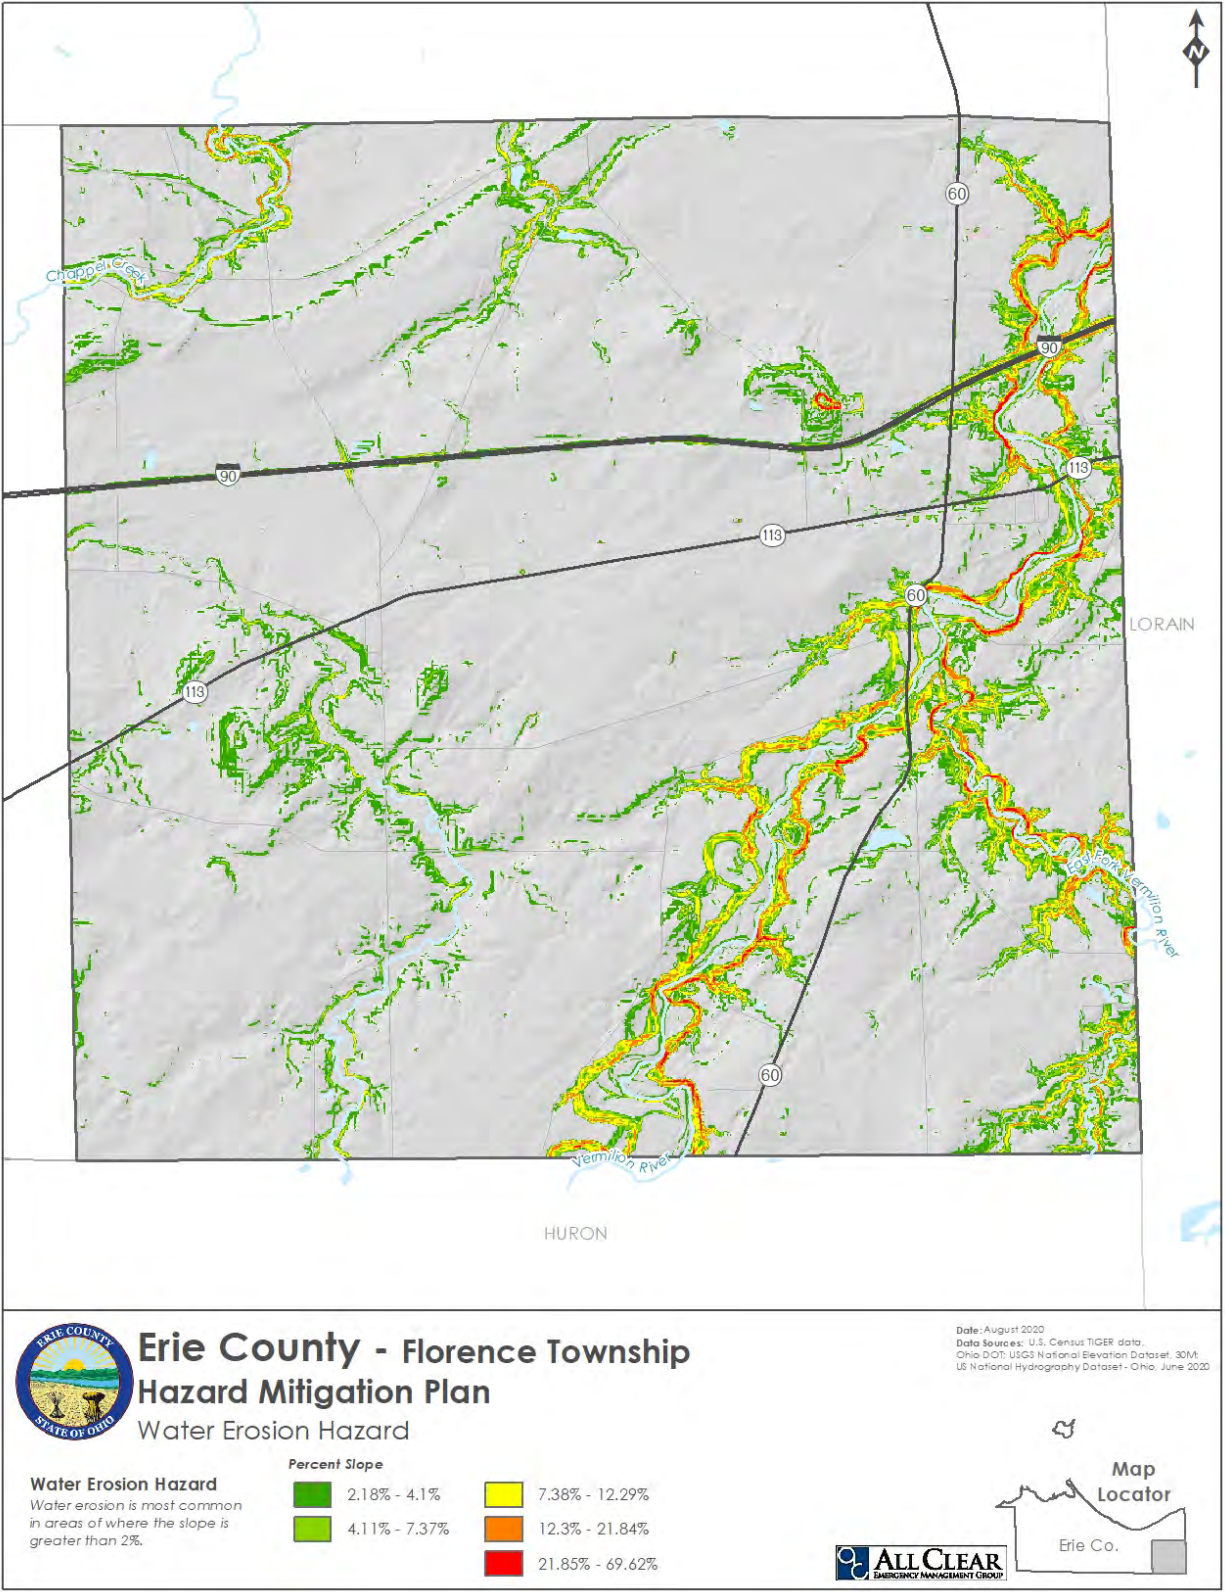 N
60
Chappel Creek
90
90
113
113
60
LORAIN
113
East Fork Vermilion River
60
Vermilion River
HURON
ERIE COUNTY
STATE OF OHIO
Erie County - Florence Township
Hazard Mitigation Plan
Water Erosion Hazard
Date: August 2020
Data Sources: U.S. Census TIGER data,
Ohio DOT; USGS National Elevation Dataset, 30M;
US National Hydrography Dataset - Ohio, June 2020
Water Erosion Hazard
Water erosion is most common
in areas of where the slope is
greater than 2%.
Percent Slope
2.18% - 4.1%
4.11% - 7.37%
7.38% - 12.29%
12.3% - 21.84%
21.85% - 69.62%
Map
Locator
Erie Co.
ALL CLEAR
EMERGENCY MANAGEMENT GROUP